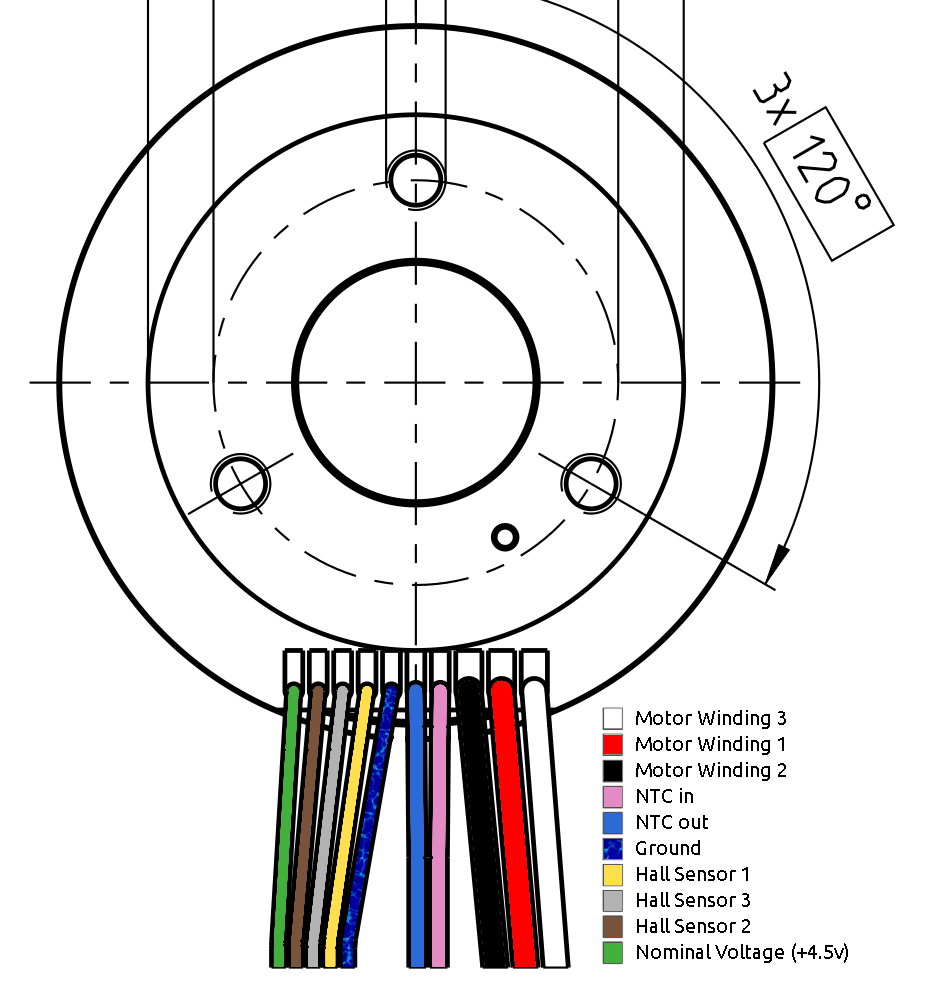 3x 120°
Motor Winding 3
Motor Winding 1
Motor Winding 2
NTC in
NTC out
Ground
Hall Sensor 1
Hall Sensor 3
Hall Sensor 2
Nominal Voltage (+4.5v)